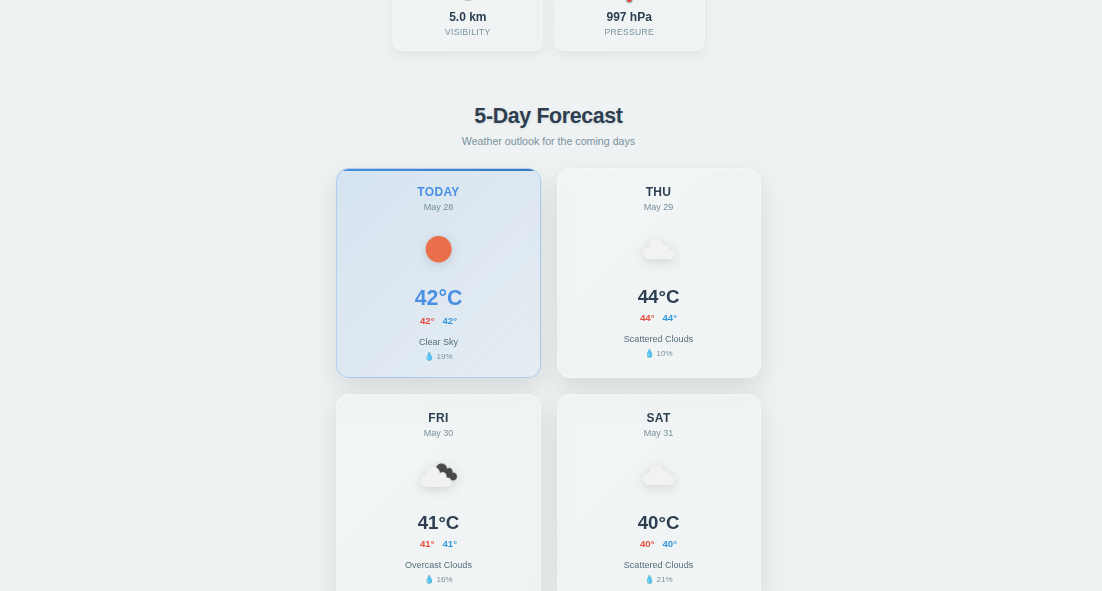 5.0 km
VISIBILITY
997 hPa
PRESSURE
5-Day Forecast
Weather outlook for the coming days
TODAY
May 28
42°C
42° 42°
Clear Sky
19%
THU
May 29
44°C
44° 44°
Scattered Clouds
10%
FRI
May 30
41°C
41° 41°
Overcast Clouds
16%
SAT
May 31
40°C
40° 40°
Scattered Clouds
21%